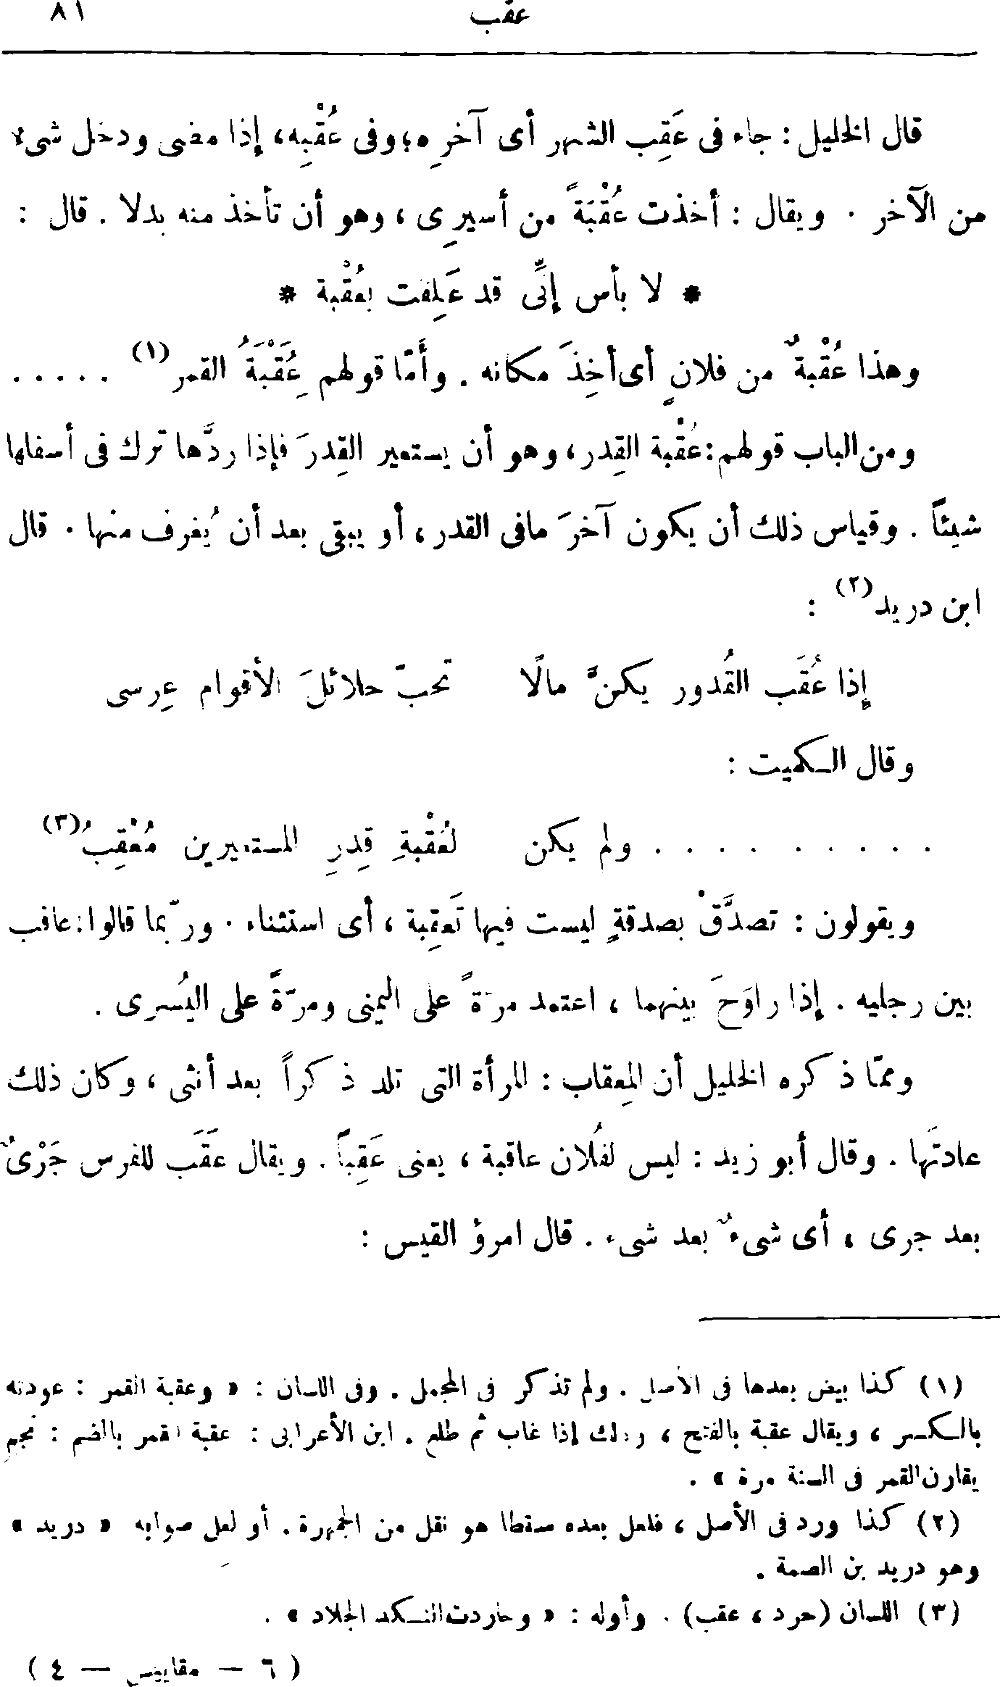 عقب ٨١
قال الخليل : جاء فى عَقِب الشهر أى آخرِه؛ وفى عُقْبِه، إذا مضى ودخل شىء
من الآخر . ويقال : أخذت عُقْبَةً من أسيرِى ، وهو أن تأخذ منه بدلا . قال :
* لا بأس إنِّى قد عَلِقت بعُقْبة *
وهذا عُقْبةٌ من فلانٍ أى أُخِذَ مكانه . وأَمّا قولهم عِقْبَةُ القمر (١) . . . . .
ومن الباب قولهم: عُقْبة القِدر، وهو أن يستعير القِدرَ فإذا ردَّها ترك فى أسفلها
شيئاً . وقياس ذلك أن يكون آخرَ مافى القدر ، أو يبقى بعد أن يُغرف منها . قال
ابن دريد (٢) :
إذا عُقَب القُدور يكنَّ مالًا تحبّ حلائلَ الأقوام عِرسى
وقال الكميت :
. . . . . . . . . ولم يكن لعُقْبةِ قِدرِ المستعيرين مُعْقِبُ (٣)
ويقولون : تصدَّقْ بصدقةٍ ليست فيها تَعقِبة ، أى استثناء . وربّما قالوا: عاقب
بين رجليه . إذا راوَحَ بينهما ، اعتمد مرّةً على اليمنى ومرّةً على اليُسرى .
وممّا ذكره الخليل أن المِعقاب : المرأة التى تلد ذكراً بعد أنثى ، وكان ذلك
عادتَها . وقال أبو زيد : ليس لفُلان عاقبة ، يعنى عَقِباً . ويقال عَقَب للفرس جَرْىٌ
بعد جرى ، أى شىءٌ بعد شىء . قال امرؤ القيس :
(١) كذا بيض بعدها فى الأصل . ولم تذكر فى المجمل . وفى اللسان : « وعقبة القمر : عودته
بالكسر ، ويقال عقبة بالفتح ، وذلك إذا غاب ثم طلع . ابن الأعرابى : عقبة القمر بالضم : نجم
يقارن القمر فى السنة مرة » .
(٢) كذا ورد فى الأصل ، فلعل بعده سقطا هو نقل من الجمهرة . أو لعل صوابه « دريد »
وهو دريد بن الصمة .
(٣) اللسان (حرد ، عقب) . وأوله : « وحاردت النكد الجلاد » .
( ٦ — مقاييس — ٤ )